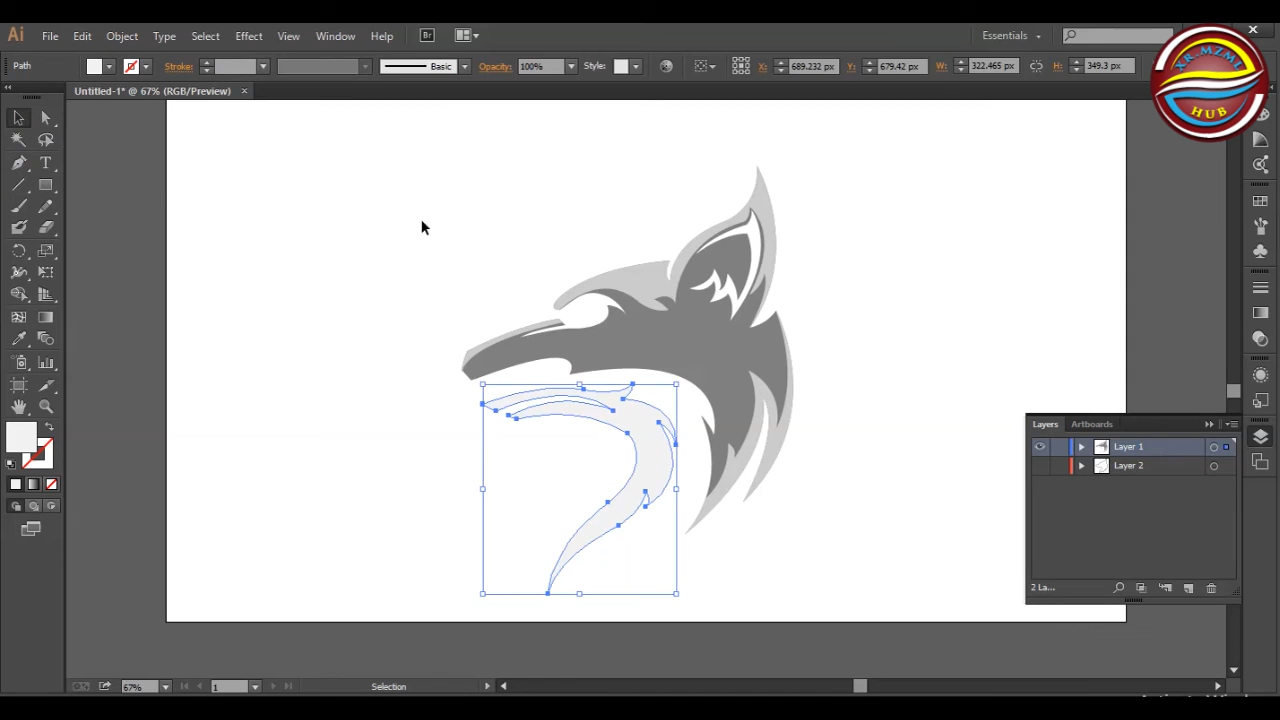 Ai File Edit Object Type Select Effect View Window Help Br Essentials
Path Stroke: Basic Opacity: 100% Style: X: 689.232 px Y: 679.42 px W: 322.465 px H: 349.3 px
XR MZMI
HUB
Untitled-1* @ 67% (RGB/Preview)
Layers Artboards
Layer 1
Layer 2
2 La...
67% 1 Selection